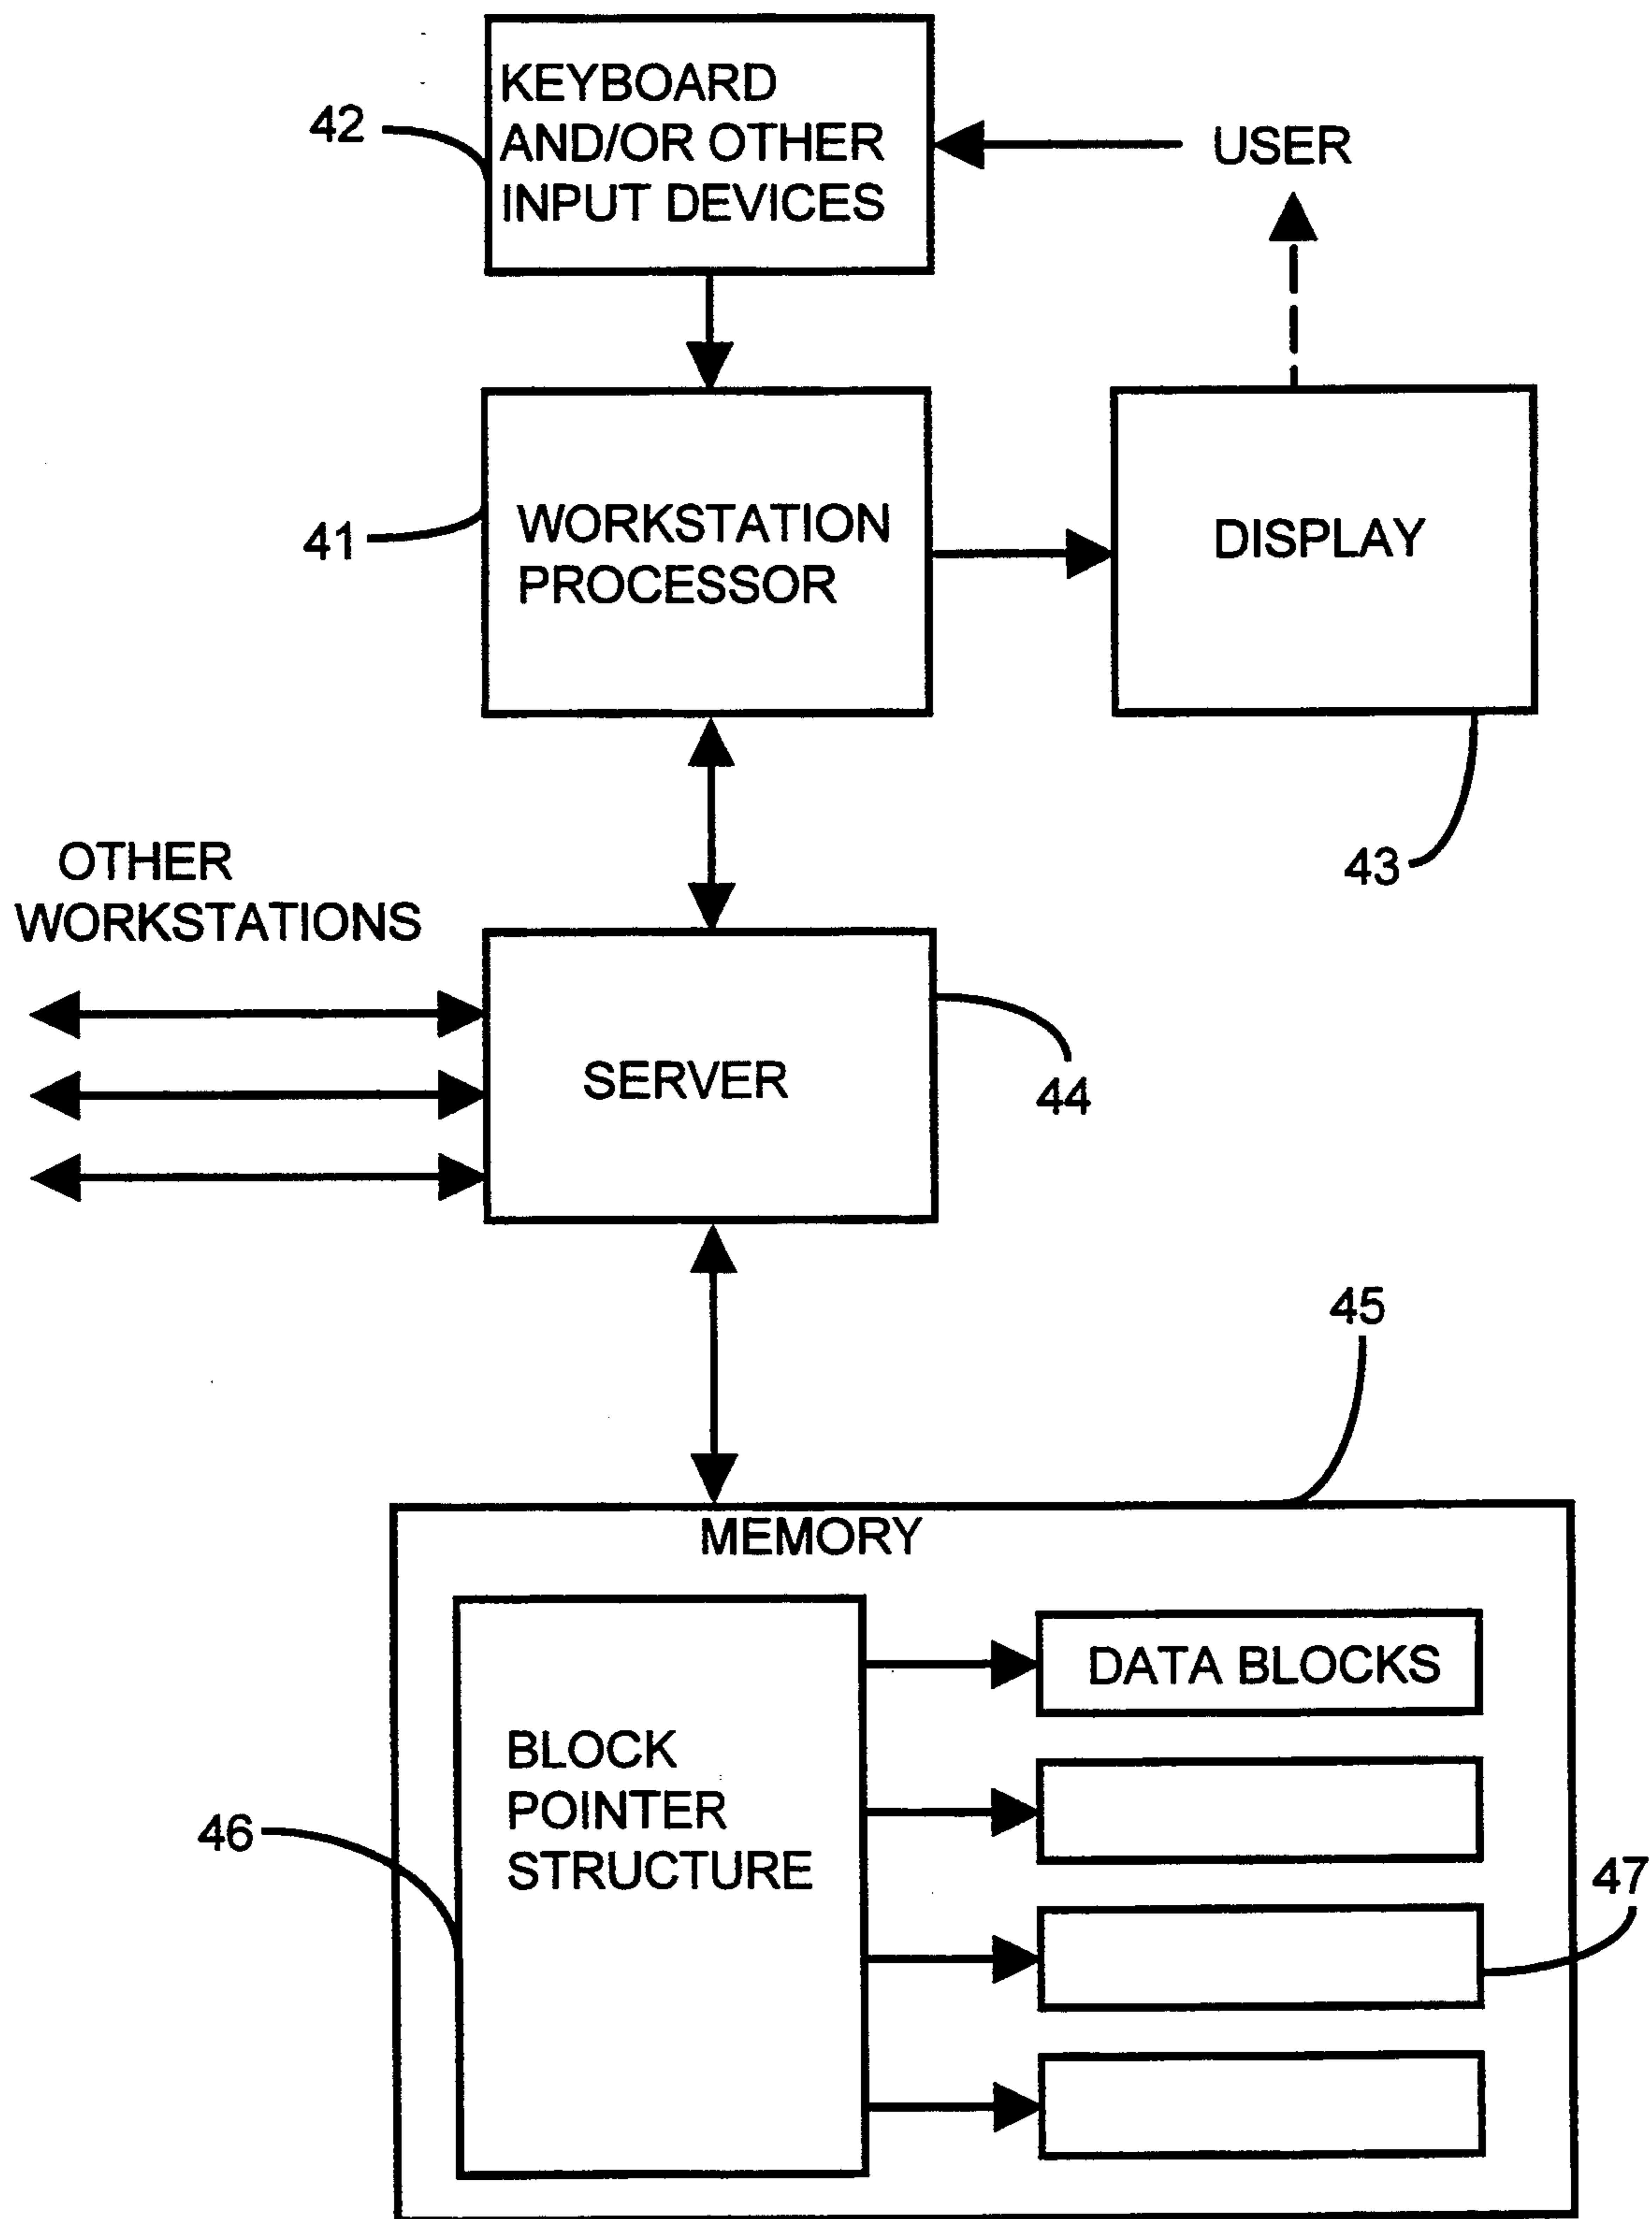 KEYBOARD
AND/OR OTHER
INPUT DEVICES
42
USER
41
WORKSTATION
PROCESSOR
DISPLAY
43
OTHER
WORKSTATIONS
SERVER
44
45
MEMORY
BLOCK
POINTER
STRUCTURE
46
DATA BLOCKS
47